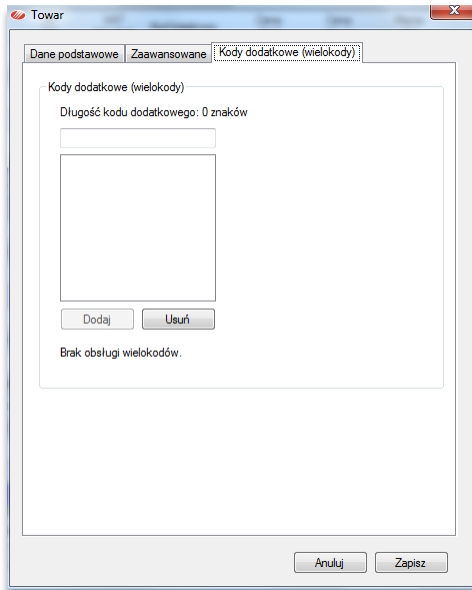 Towar
Dane podstawowe Zaawansowane Kody dodatkowe (wielokody)
Kody dodatkowe (wielokody)
Długość kodu dodatkowego: 0 znaków
Dodaj Usuń
Brak obsługi wielokodów.
Anuluj Zapisz